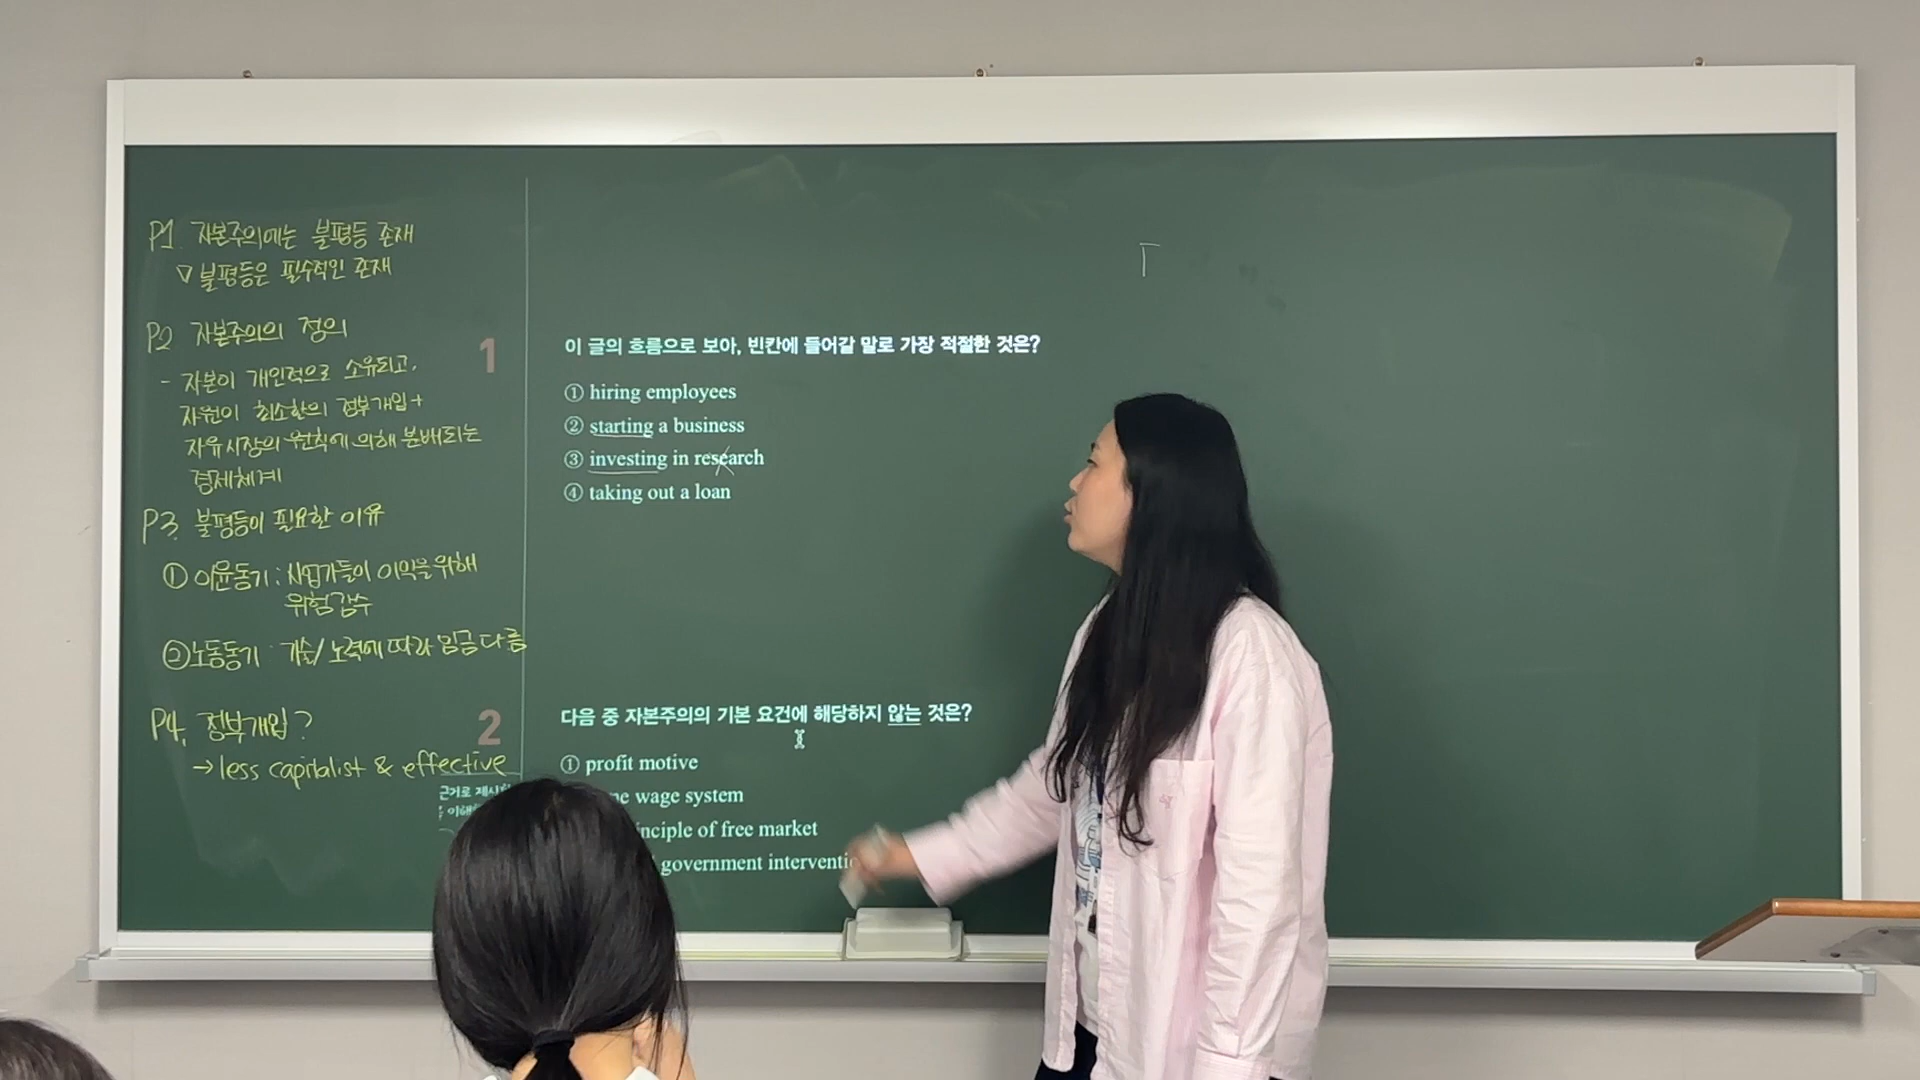 P1. 자본주의에는 불평등 존재
▽ 불평등은 필수적인 존재
P2 자본주의의 정의
- 자본이 개인적으로 소유되고,
자원이 최소한의 정부개입+
자유시장의 원칙에 의해 분배되는
경제체계
P3. 불평등이 필요한 이유
① 이윤동기 : 사업가들이 이익을 위해
위험감수
② 노동동기 : 기술/노력에 따라 임금 다름
P4. 정부개입?
→ less capitalist & effective
근거로 제시
이해
1
이 글의 흐름으로 보아, 빈칸에 들어갈 말로 가장 적절한 것은?
① hiring employees
② starting a business
③ investing in research
④ taking out a loan
2
다음 중 자본주의의 기본 요건에 해당하지 않는 것은?
① profit motive
wage system
of free market
government